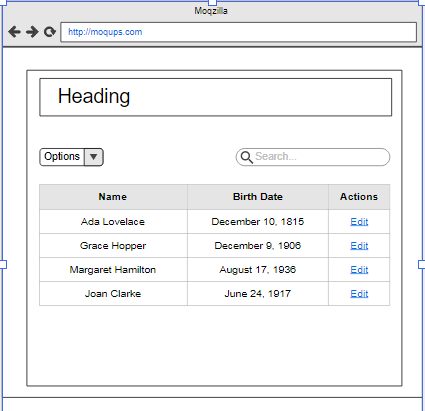 Moqzilla
http://moqups.com
Heading
Options
Search...
Name Birth Date Actions
Ada Lovelace December 10, 1815 Edit
Grace Hopper December 9, 1906 Edit
Margaret Hamilton August 17, 1936 Edit
Joan Clarke June 24, 1917 Edit